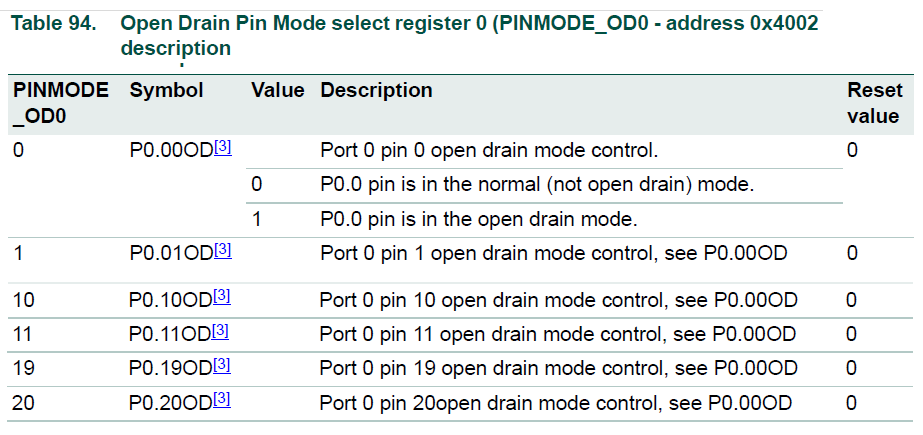 Table 94. Open Drain Pin Mode select register 0 (PINMODE_OD0 - address 0x4002
description
PINMODE Symbol Value Description Reset
_OD0 value
0 P0.00OD[3] Port 0 pin 0 open drain mode control. 0
0 P0.0 pin is in the normal (not open drain) mode.
1 P0.0 pin is in the open drain mode.
1 P0.01OD[3] Port 0 pin 1 open drain mode control, see P0.00OD 0
10 P0.10OD[3] Port 0 pin 10 open drain mode control, see P0.00OD 0
11 P0.11OD[3] Port 0 pin 11 open drain mode control, see P0.00OD 0
19 P0.19OD[3] Port 0 pin 19 open drain mode control, see P0.00OD 0
20 P0.20OD[3] Port 0 pin 20open drain mode control, see P0.00OD 0